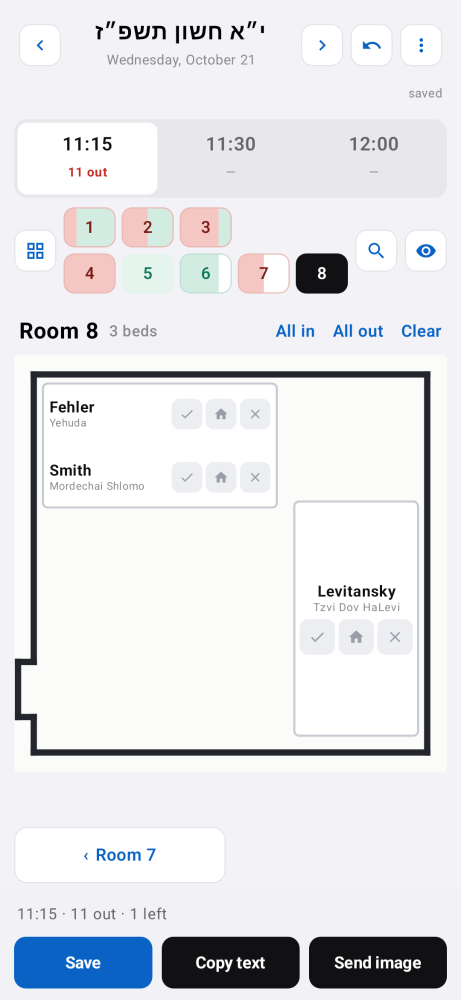 י״א חשון תשפ״ז
Wednesday, October 21
saved
11:15
11 out
11:30
–
12:00
–
1
2
3
4
5
6
7
8
Room 8
3 beds
All in
All out
Clear
Fehler
Yehuda
Smith
Mordechai Shlomo
Levitansky
Tzvi Dov HaLevi
‹ Room 7
11:15 · 11 out · 1 left
Save
Copy text
Send image